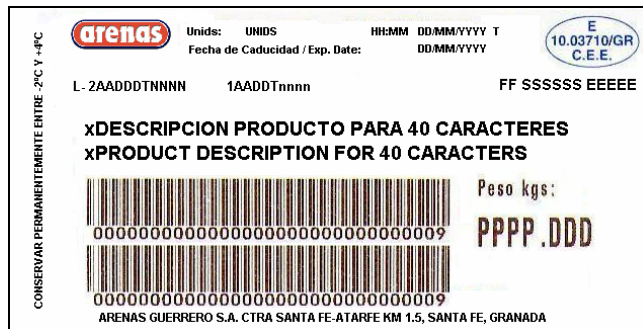 CONSERVAR PERMANENTEMENTE ENTRE -2ºC Y +4ºC
arenas
Unids: UNIDS HH:MM DD/MM/YYYY T
Fecha de Caducidad / Exp. Date: DD/MM/YYYY
E
10.03710/GR
C.E.E.
L- 2AADDDTNNNN 1AADDTnnnn FF SSSSSS EEEEE
xDESCRIPCION PRODUCTO PARA 40 CARACTERES
xPRODUCT DESCRIPTION FOR 40 CARACTERS
Peso kgs:
PPPP.DDD
000000000000000000000000000009
000000000000000000000000000009
ARENAS GUERRERO S.A. CTRA SANTA FE-ATARFE KM 1.5, SANTA FE, GRANADA